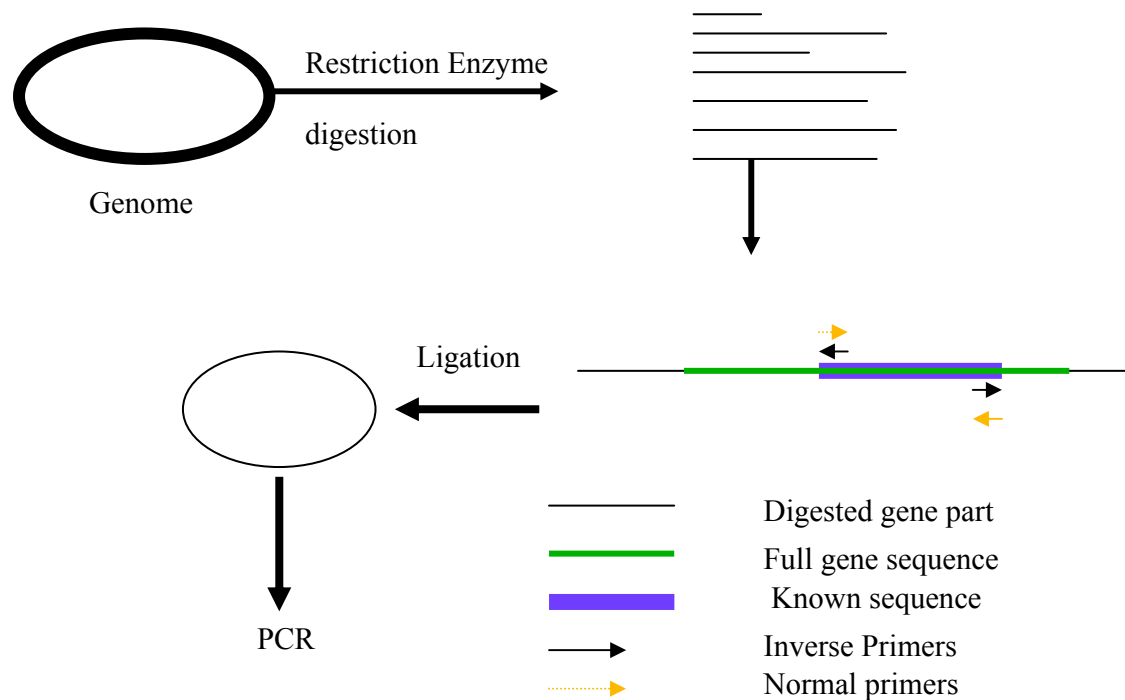 Restriction Enzyme
digestion
Genome
Ligation
PCR
Digested gene part
Full gene sequence
Known sequence
Inverse Primers
Normal primers